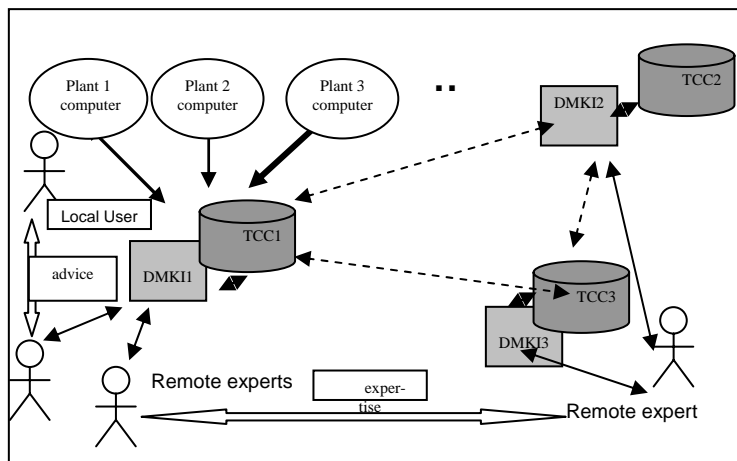 Plant 1
computer
Plant 2
computer
Plant 3
computer
..
TCC2
DMKI2
Local User
TCC1
advice
DMKI1
TCC3
DMKI3
Remote experts
exper-
tise
Remote expert